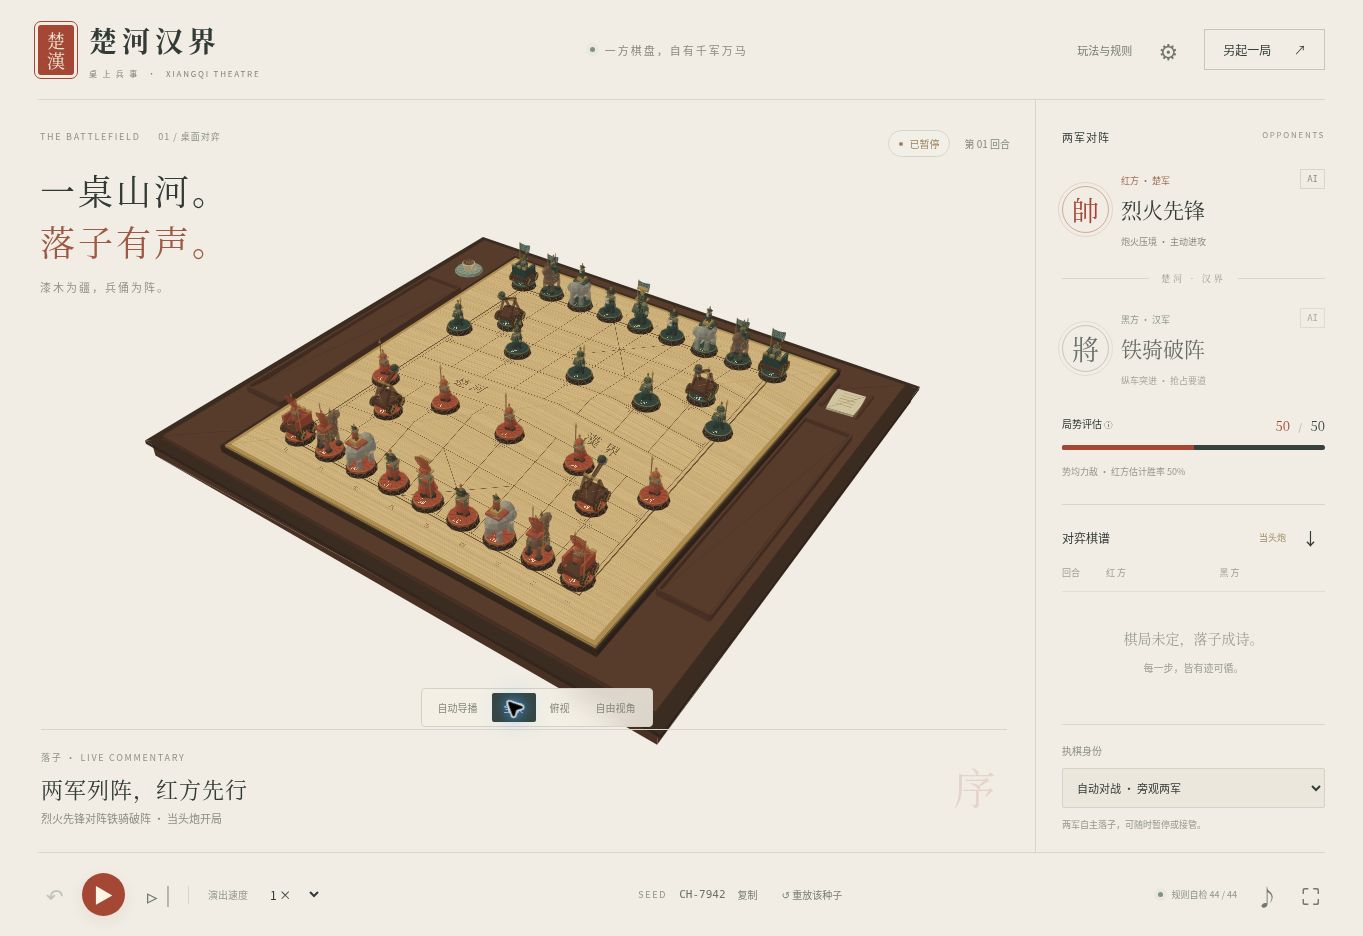 楚漢
楚河汉界
桌上兵事 · XIANGQI THEATRE
一方棋盘，自有千军万马
玩法与规则
另起一局 ↗
THE BATTLEFIELD 01 / 桌面对弈
已暂停
第 01 回合
一桌山河。
落子有声。
漆木为疆，兵俑为阵。
楚河
漢界
自动导播
俯视
自由视角
落子 · LIVE COMMENTARY
两军列阵，红方先行
烈火先锋对阵铁骑破阵 · 当头炮开局
序
两军对阵
OPPONENTS
帥
红方 · 楚军
AI
烈火先锋
炮火压境 · 主动进攻
楚河 · 汉界
將
黑方 · 汉军
AI
铁骑破阵
纵车突进 · 抢占要道
局势评估
50 / 50
势均力敌 · 红方估计胜率 50%
对弈棋谱
当头炮 ↓
回合 红方 黑方
棋局未定，落子成诗。
每一步，皆有迹可循。
执棋身份
自动对战 · 旁观两军
两军自主落子，可随时暂停或接管。
演出速度 1 ×
SEED CH-7942 复制 ↺ 重放该种子
规则自检 44 / 44